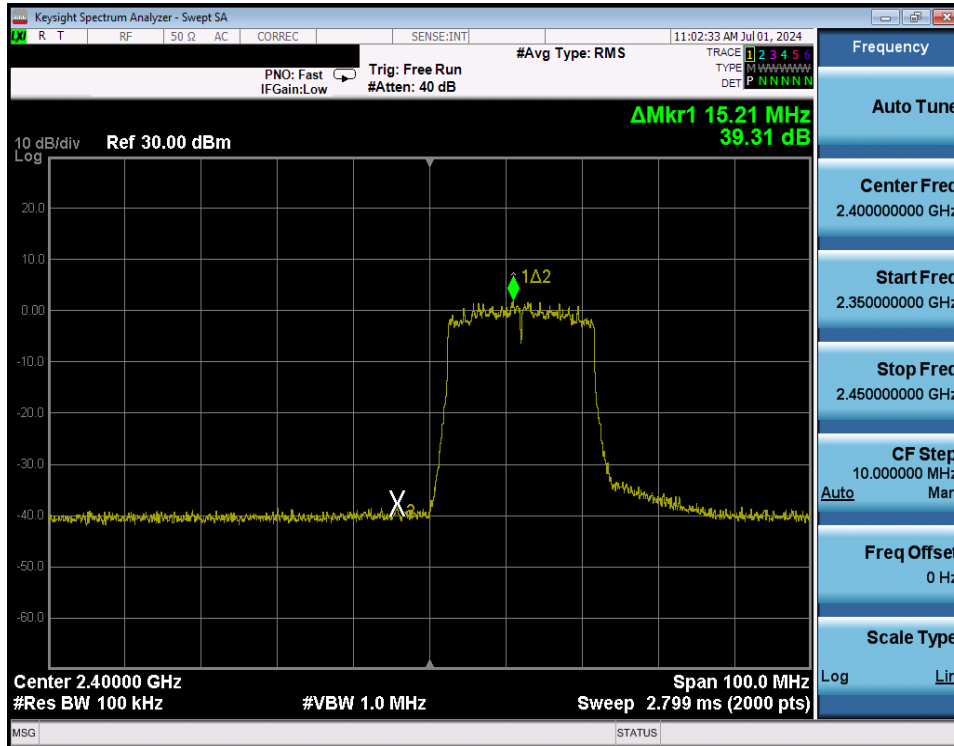 Keysight Spectrum Analyzer - Swept SA
LXI R T RF 50 Ω AC CORREC SENSE:INT 11:02:33 AM Jul 01, 2024
PNO: Fast
IFGain:Low
Trig: Free Run
#Atten: 40 dB
#Avg Type: RMS
TRACE 1 2 3 4 5 6
TYPE M W W W W W
DET P N N N N N
ΔMkr1 15.21 MHz
39.31 dB
10 dB/div Ref 30.00 dBm
Log
20.0
10.0
0.00
-10.0
-20.0
-30.0
-40.0
-50.0
-60.0
1Δ2
X2
Center 2.40000 GHz Span 100.0 MHz
#Res BW 100 kHz #VBW 1.0 MHz Sweep 2.799 ms (2000 pts)
MSG STATUS
Frequency
Auto Tune
Center Freq
2.400000000 GHz
Start Freq
2.350000000 GHz
Stop Freq
2.450000000 GHz
CF Step
10.000000 MHz
Auto Man
Freq Offset
0 Hz
Scale Type
Log Lin